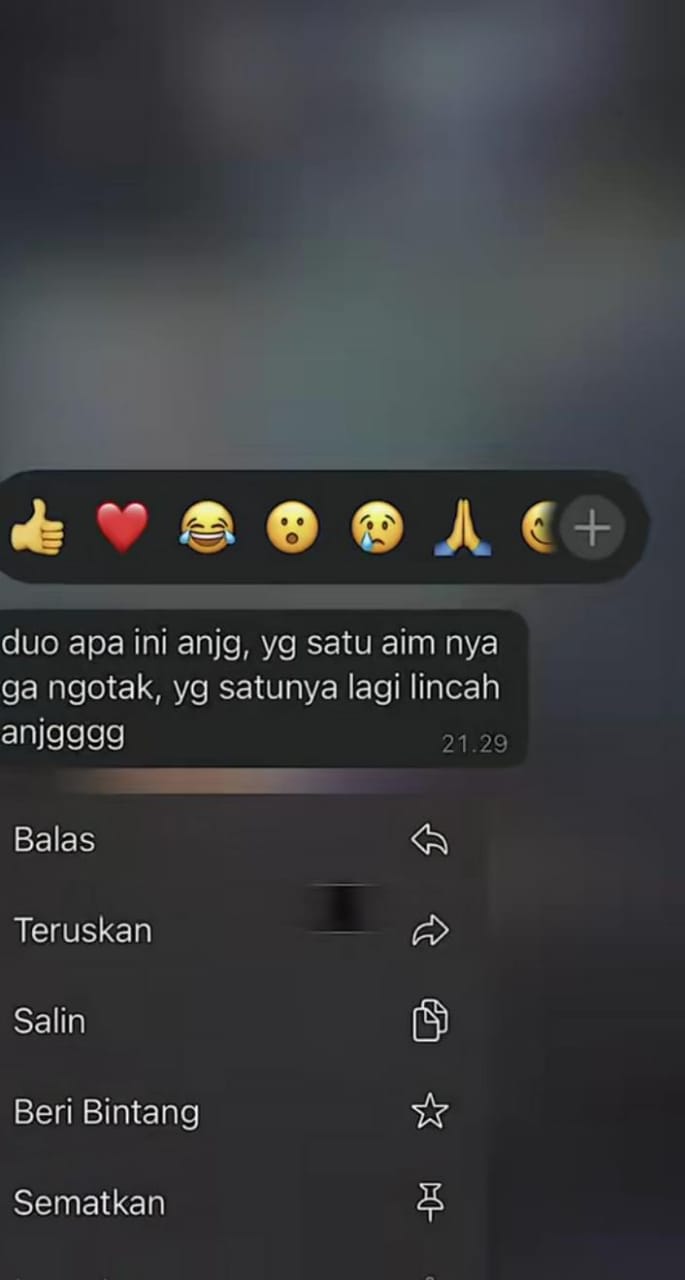 duo apa ini anjg, yg satu aim nya
ga ngotak, yg satunya lagi lincah
anjgggg
21.29
Balas
Teruskan
Salin
Beri Bintang
Sematkan